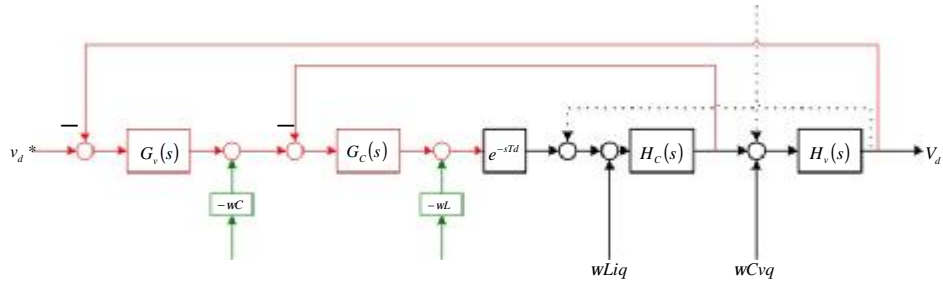 − −
v_d * G_v(s) G_C(s) e^{-sTd} H_C(s) H_v(s) V_d
−wC −wL
wLiq wCvq